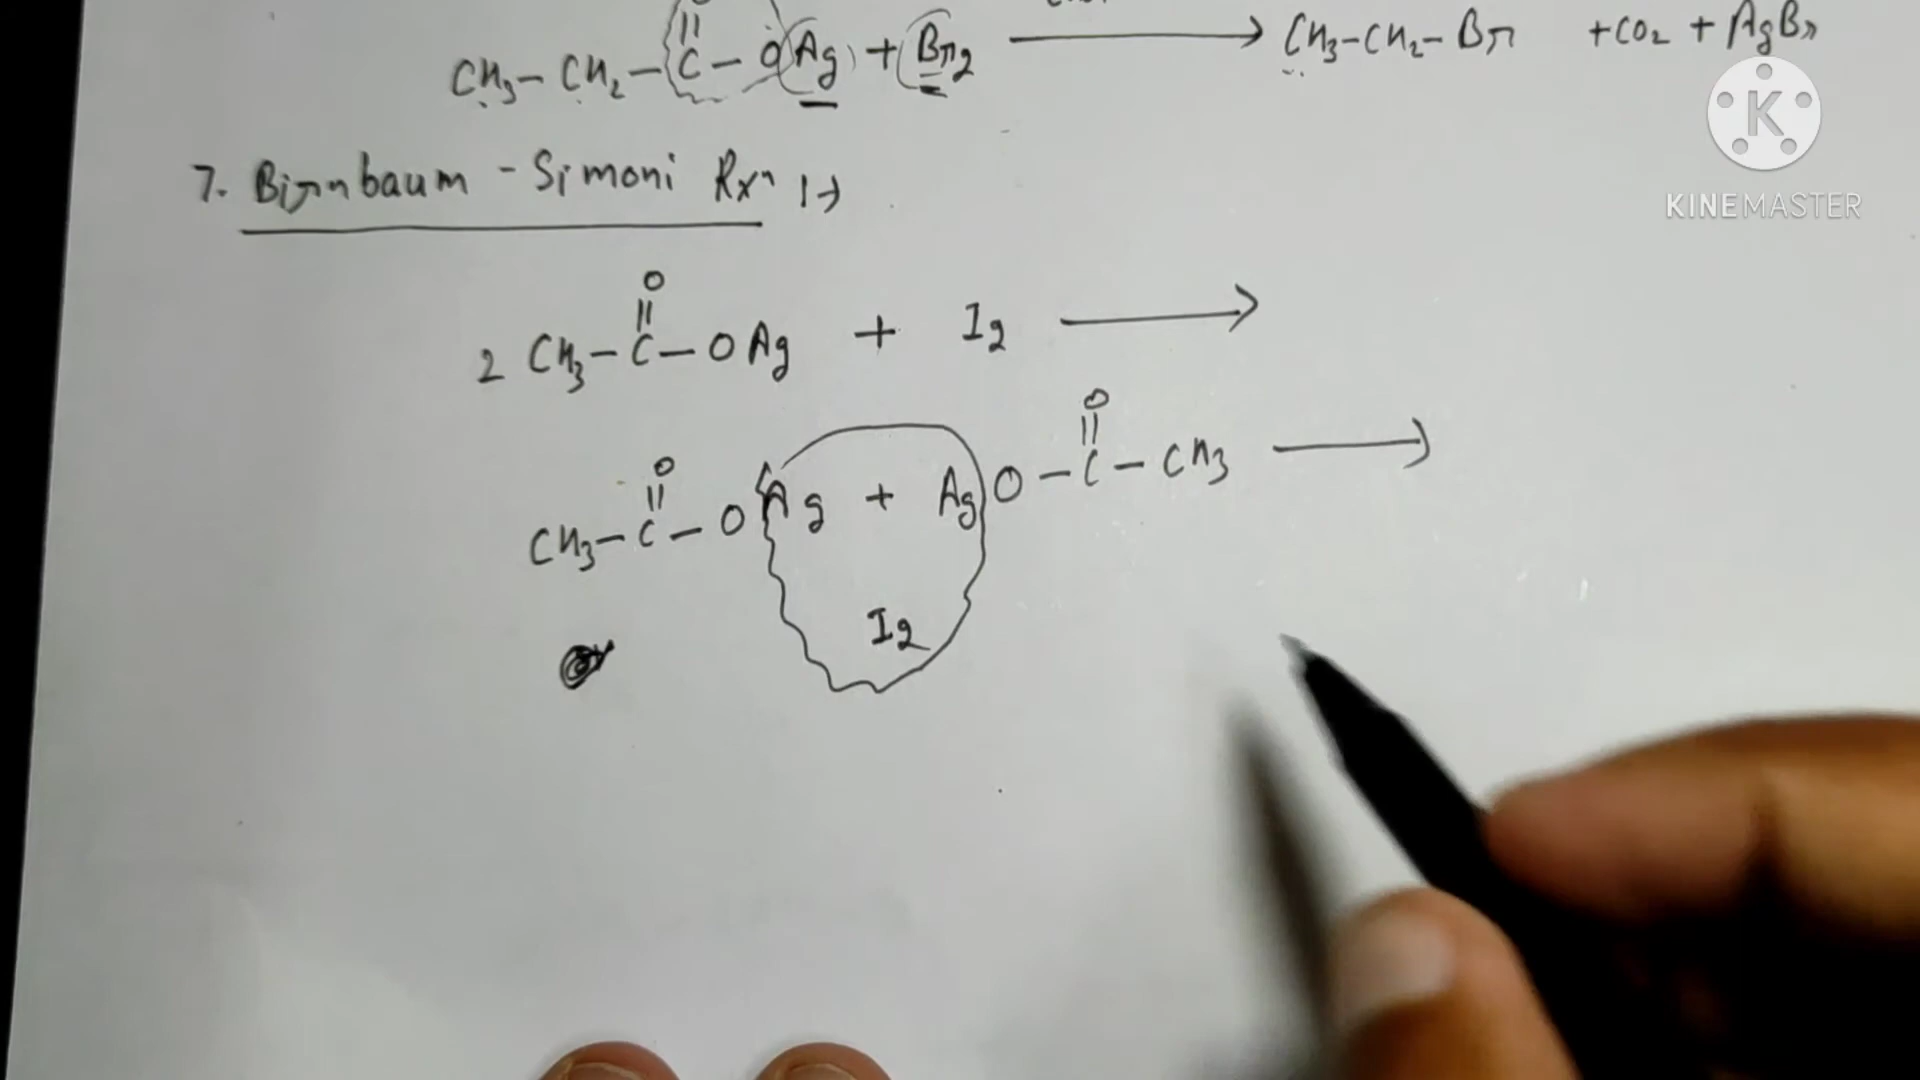 CH3-CH2-C-OAg + Br2 → CH3-CH2-Br + CO2 + AgBr
K
KINEMASTER
7. Birnbaum - Simoni Rxn :→
O
||
2 CH3-C-OAg + I2 →
O O
|| ||
CH3-C-OAg + AgO-C-CH3 →
I2